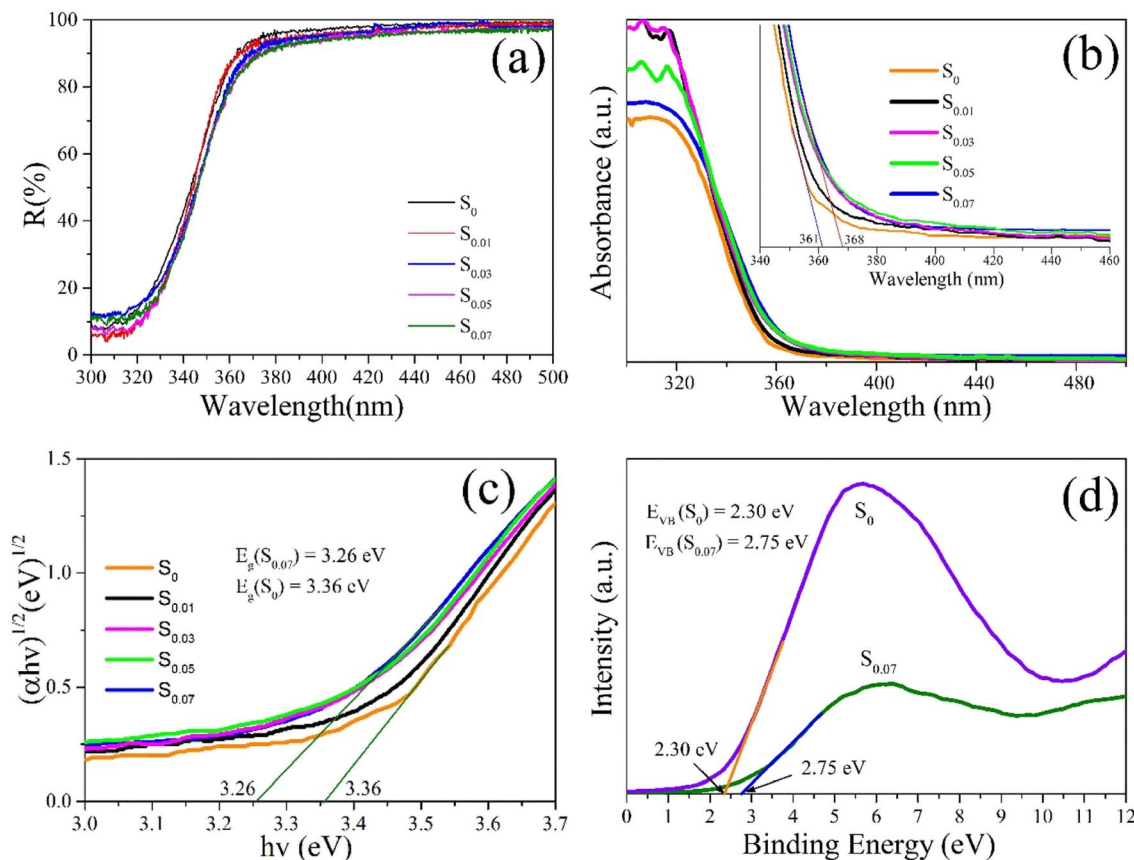 (a)
R(%)
100
80
60
40
20
0
S0
S0.01
S0.03
S0.05
S0.07
300 320 340 360 380 400 420 440 460 480 500
Wavelength(nm)
(b)
Absorbance (a.u.)
S0
S0.01
S0.03
S0.05
S0.07
361 368
340 360 380 400 420 440 460
Wavelength (nm)
320 360 400 440 480
Wavelength (nm)
(c)
(αhν)1/2(eV)1/2
1.5
1.0
0.5
0.0
Eg(S0.07) = 3.26 eV
Eg(S0) = 3.36 eV
S0
S0.01
S0.03
S0.05
S0.07
3.26 3.36
3.0 3.1 3.2 3.3 3.4 3.5 3.6 3.7
hν (eV)
(d)
Intensity (a.u.)
EVB(S0) = 2.30 eV
EVB(S0.07) = 2.75 eV
S0
S0.07
2.30 eV
2.75 eV
0 1 2 3 4 5 6 7 8 9 10 11 12
Binding Energy (eV)